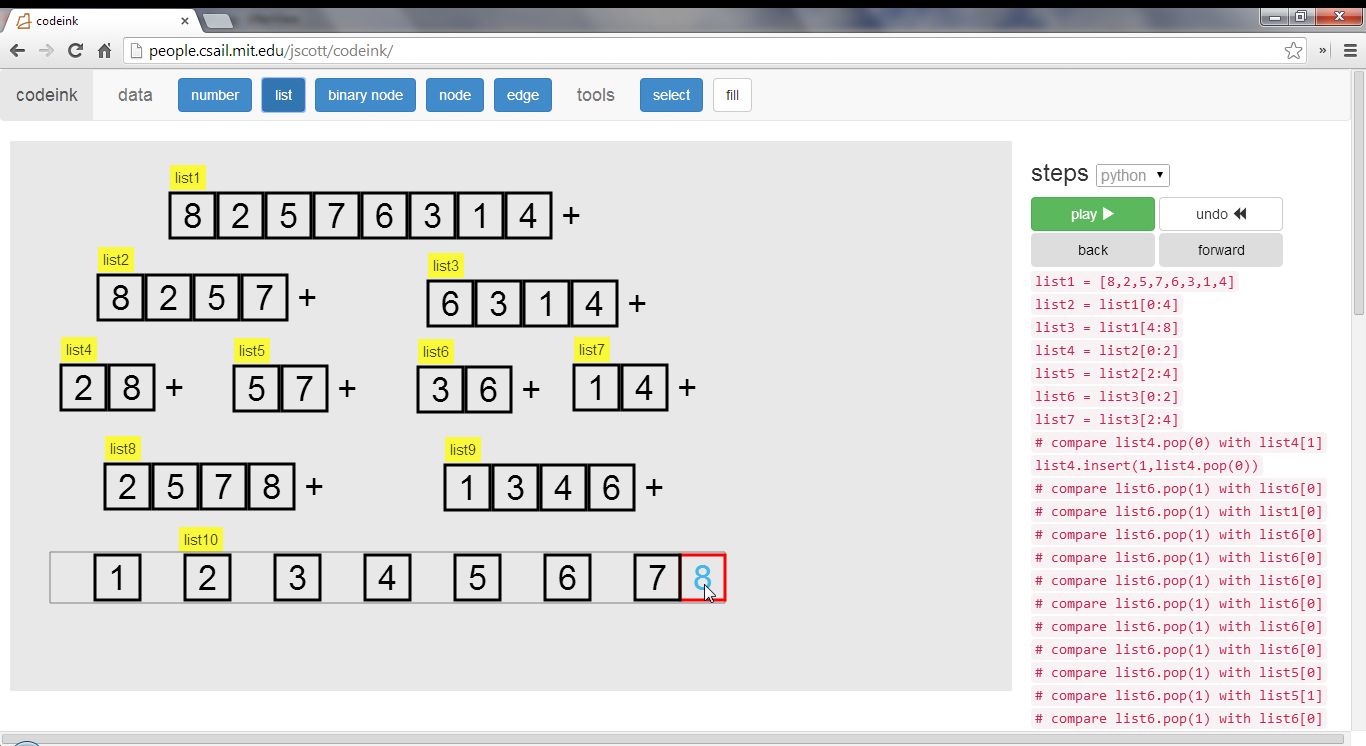 codeink
people.csail.mit.edu/jscott/codeink/
codeink data number list binary node node edge tools select fill
list1
8 2 5 7 6 3 1 4 +
list2
8 2 5 7 +
list3
6 3 1 4 +
list4
2 8 +
list5
5 7 +
list6
3 6 +
list7
1 4 +
list8
2 5 7 8 +
list9
1 3 4 6 +
list10
1 2 3 4 5 6 7 8
steps python
play undo
back forward
list1 = [8,2,5,7,6,3,1,4]
list2 = list1[0:4]
list3 = list1[4:8]
list4 = list2[0:2]
list5 = list2[2:4]
list6 = list3[0:2]
list7 = list3[2:4]
# compare list4.pop(0) with list4[1]
list4.insert(1,list4.pop(0))
# compare list6.pop(1) with list6[0]
# compare list6.pop(1) with list1[0]
# compare list6.pop(1) with list6[0]
# compare list6.pop(1) with list6[0]
# compare list6.pop(1) with list6[0]
# compare list6.pop(1) with list6[0]
# compare list6.pop(1) with list6[0]
# compare list6.pop(1) with list6[0]
# compare list6.pop(1) with list5[0]
# compare list6.pop(1) with list5[1]
# compare list6.pop(1) with list6[0]